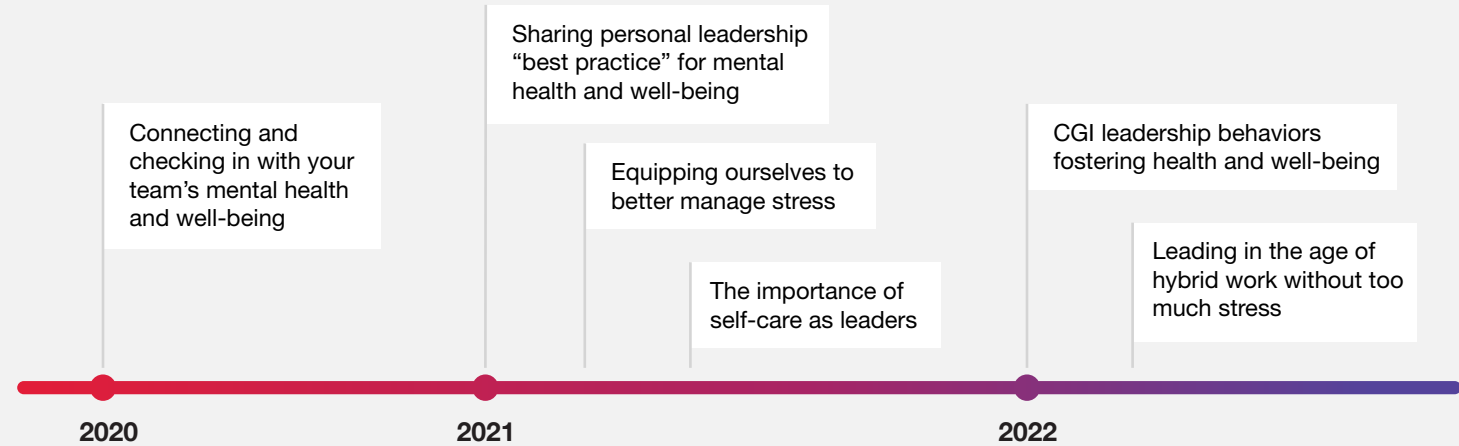 Connecting and
checking in with your
team’s mental health
and well-being
Sharing personal leadership
“best practice” for mental
health and well-being
Equipping ourselves to
better manage stress
The importance of
self-care as leaders
CGI leadership behaviors
fostering health and well-being
Leading in the age of
hybrid work without too
much stress
2020
2021
2022